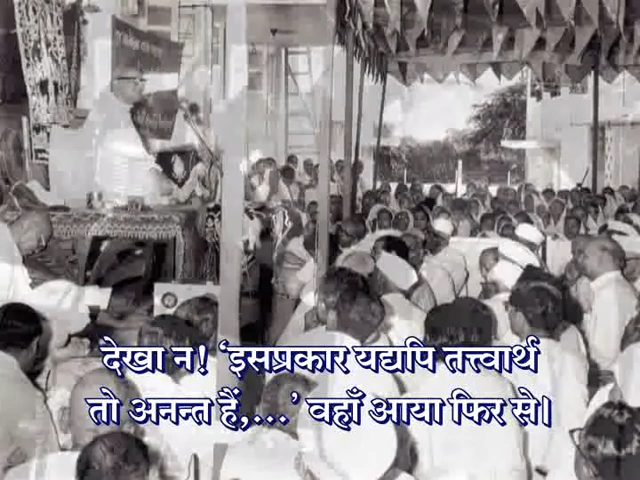 देखा न! ‘इसप्रकार यद्यपि तत्त्वार्थ
तो अनन्त हैं,...’ वहाँ आया फिर से।